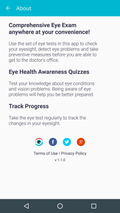 About
Comprehensive Eye Exam
anywhere at your convenience!
Use the set of eye tests in this app to check
your eyesight, detect eye problems and take
preventive measures before you are able to
get to the doctor's office.
Eye Health Awareness Quizzes
Test your knowledge about eye conditions
and vision problems. Being aware of eye
problems will help you be better prepared.
Track Progress
Take the eye test regularly to track the
changes in your eyesight.
Terms of Use | Privacy Policy
v 1.1.8